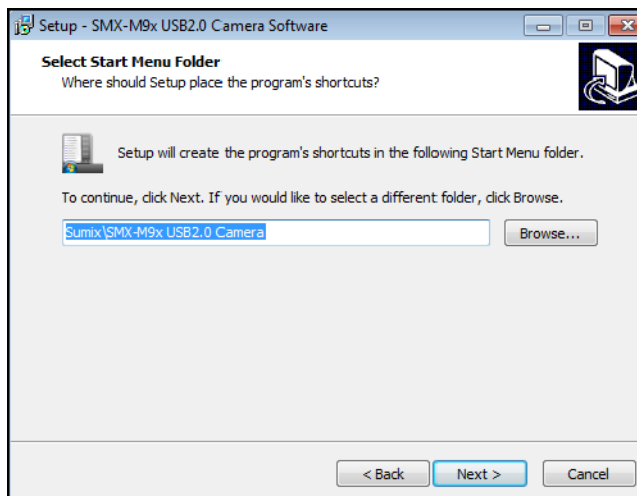 Setup - SMX-M9x USB2.0 Camera Software
Select Start Menu Folder
Where should Setup place the program's shortcuts?
Setup will create the program's shortcuts in the following Start Menu folder.
To continue, click Next. If you would like to select a different folder, click Browse.
Sumix\SMX-M9x USB2.0 Camera
Browse...
< Back
Next >
Cancel